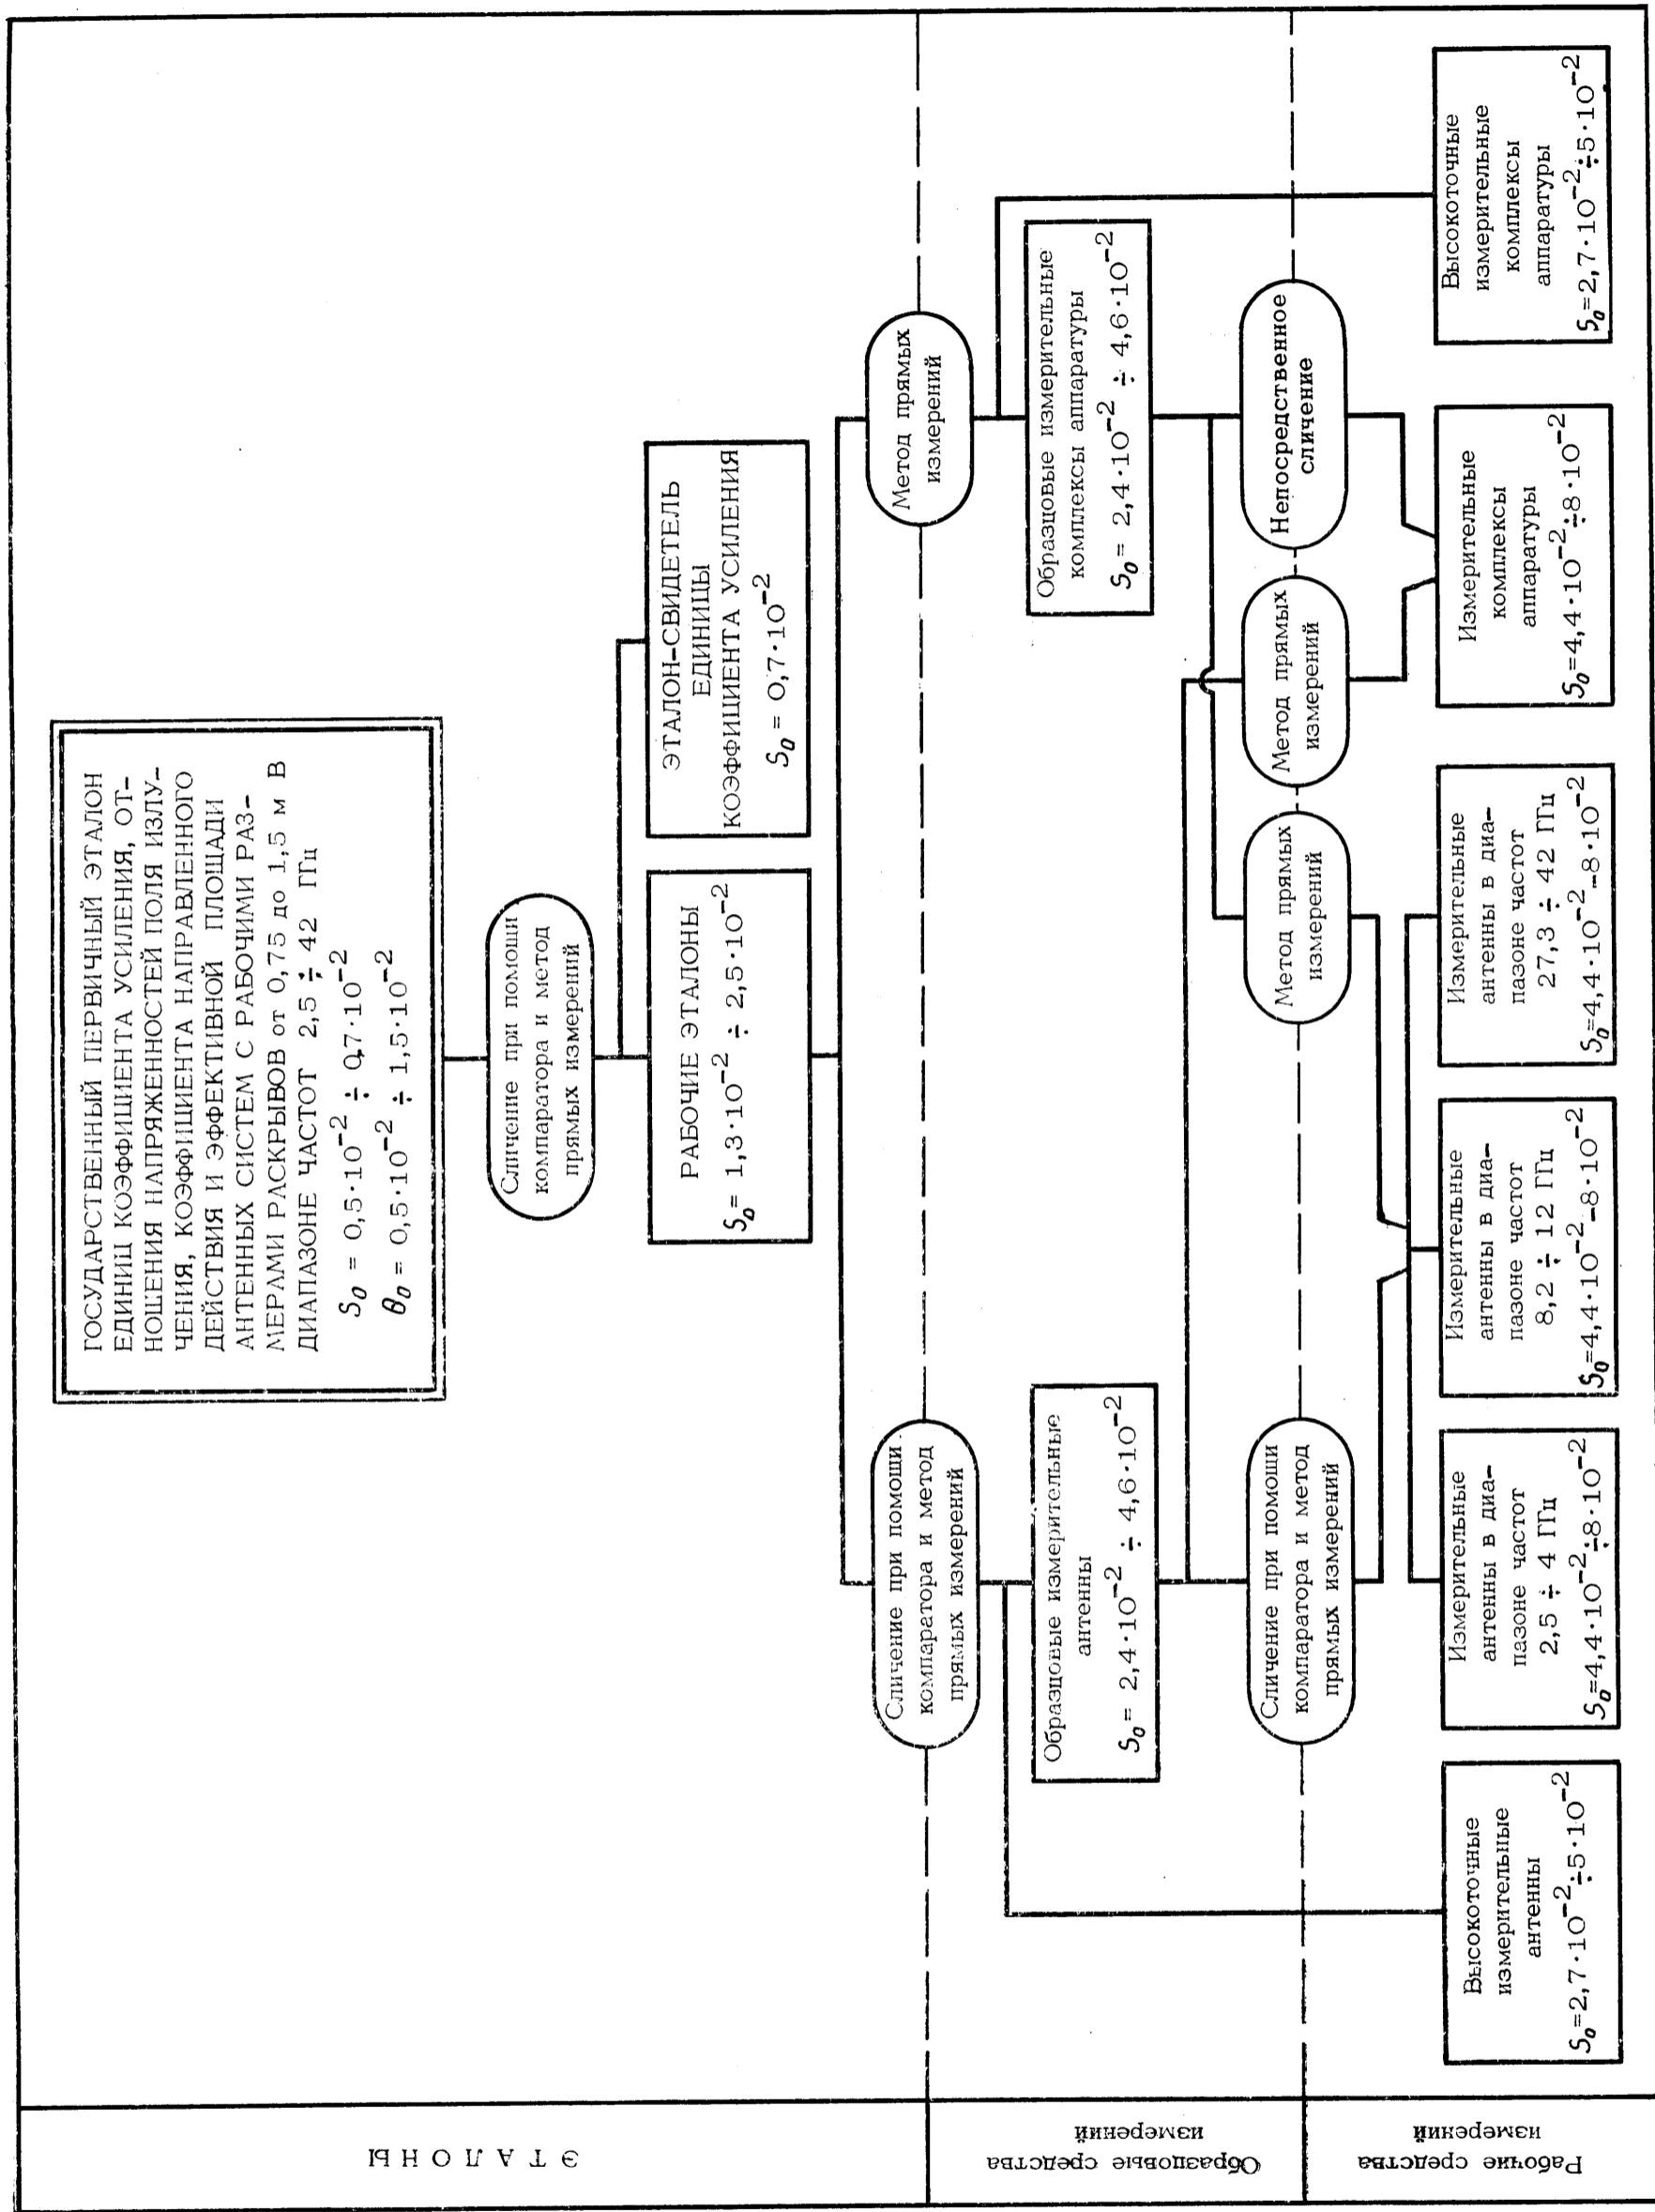 ЭТАЛОНЫ
Образцовые средства
измерений
Рабочие средства
измерений
ГОСУДАРСТВЕННЫЙ ПЕРВИЧНЫЙ ЭТАЛОН
ЕДИНИЦ КОЭФФИЦИЕНТА УСИЛЕНИЯ, ОТ-
НОШЕНИЯ НАПРЯЖЕННОСТЕЙ ПОЛЯ ИЗЛУ-
ЧЕНИЯ, КОЭФФИЦИЕНТА НАПРАВЛЕННОГО
ДЕЙСТВИЯ И ЭФФЕКТИВНОЙ ПЛОЩАДИ
АНТЕННЫХ СИСТЕМ С РАБОЧИМИ РАЗ-
МЕРАМИ РАСКРЫВОВ от 0,75 до 1,5 м В
ДИАПАЗОНЕ ЧАСТОТ 2,5 ÷ 42 ГГц
S₀ = 0,5·10⁻² ÷ 0,7·10⁻²
θ₀ = 0,5·10⁻² ÷ 1,5·10⁻²
Сличение при помощи
компаратора и метод
прямых измерений
РАБОЧИЕ ЭТАЛОНЫ
S₀= 1,3·10⁻² ÷ 2,5·10⁻²
ЭТАЛОН-СВИДЕТЕЛЬ
ЕДИНИЦЫ
КОЭФФИЦИЕНТА УСИЛЕНИЯ
S₀ = 0,7·10⁻²
Сличение при помощи
компаратора и метод
прямых измерений
Метод прямых
измерений
Образцовые измерительные
антенны
S₀ = 2,4·10⁻² ÷ 4,6·10⁻²
Образцовые измерительные
комплексы аппаратуры
S₀ = 2,4·10⁻² ÷ 4,6·10⁻²
Сличение при помощи
компаратора и метод
прямых измерений
Метод прямых
измерений
Метод прямых
измерений
Непосредственное
сличение
Высокоточные
измерительные
антенны
S₀=2,7·10⁻²÷5·10⁻²
Измерительные
антенны в диа-
пазоне частот
2,5 ÷ 4 ГГц
S₀=4,4·10⁻²÷8·10⁻²
Измерительные
антенны в диа-
пазоне частот
8,2 ÷ 12 ГГц
S₀=4,4·10⁻²–8·10⁻²
Измерительные
антенны в диа-
пазоне частот
27,3 ÷ 42 ГГц
S₀=4,4·10⁻²–8·10⁻²
Измерительные
комплексы
аппаратуры
S₀=4,4·10⁻²÷8·10⁻²
Высокоточные
измерительные
комплексы
аппаратуры
S₀=2,7·10⁻²÷5·10⁻²